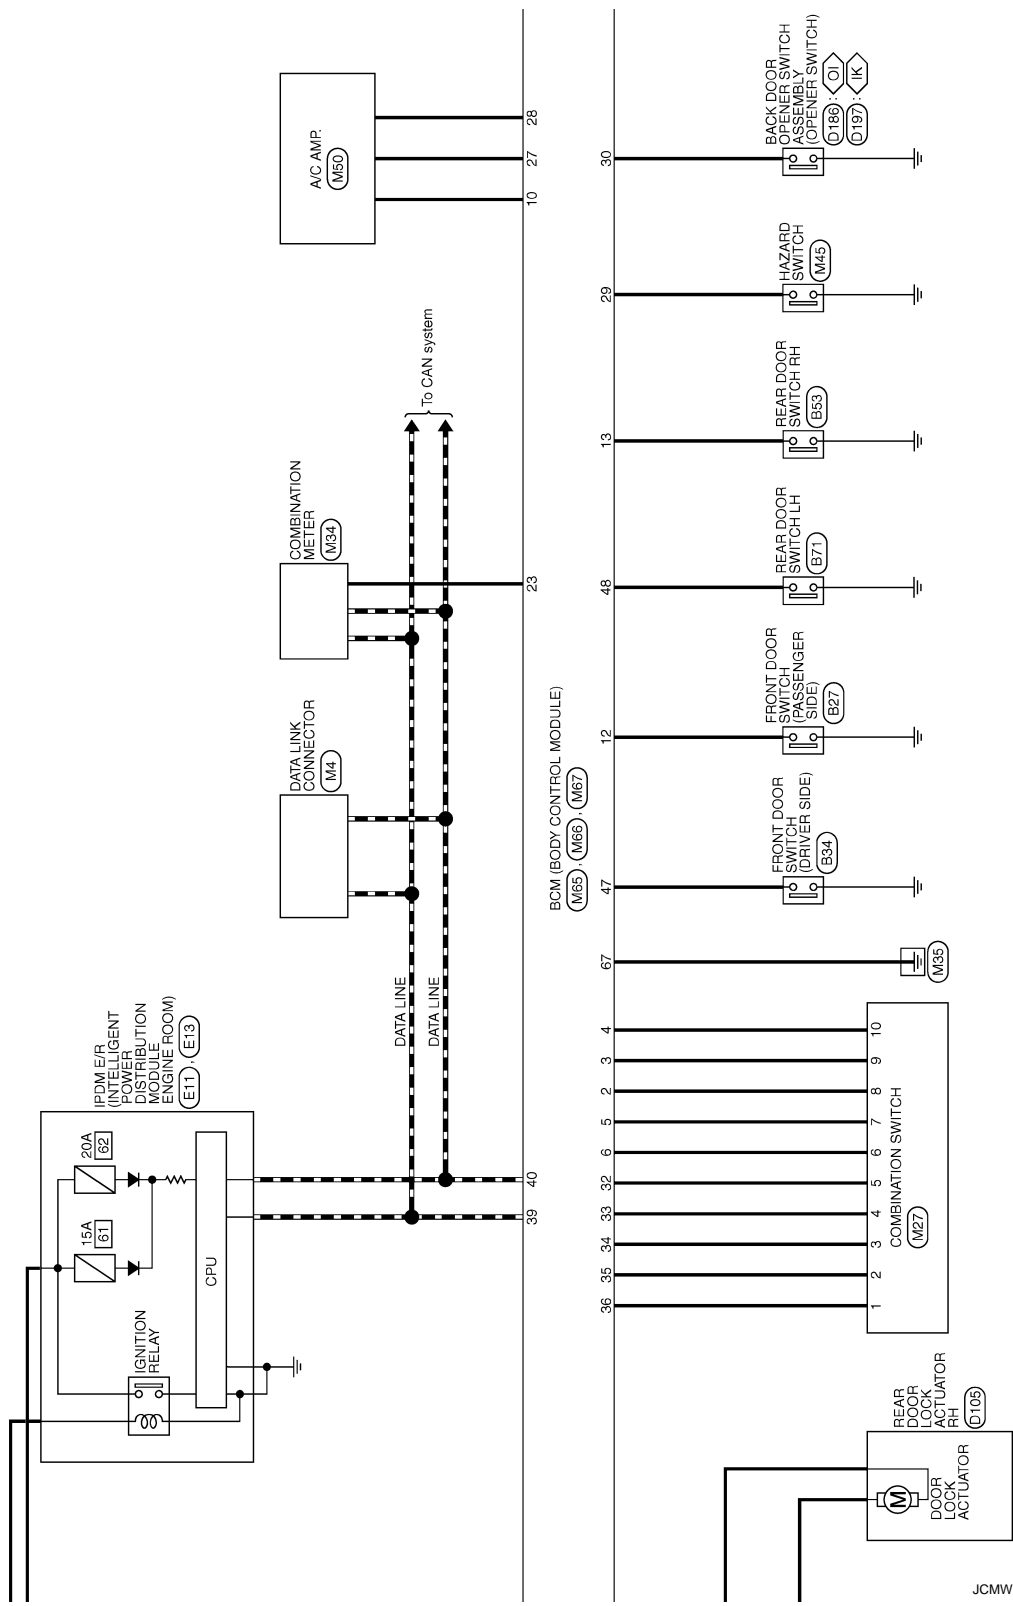 IPDM E/R
(INTELLIGENT
POWER
DISTRIBUTION
MODULE
ENGINE ROOM)
E11 , E13
20A
62
15A
61
IGNITION
RELAY
CPU
DATA LINK
CONNECTOR
M4
COMBINATION
METER
M34
A/C AMP.
M50
DATA LINE
DATA LINE
To CAN system
39
40
23
10
27
28
BCM (BODY CONTROL MODULE)
M65 , M66 , M67
36
35
34
33
32
6
5
2
3
4
67
47
12
48
13
29
30
1
2
3
4
5
6
7
8
9
10
COMBINATION SWITCH
M27
M35
FRONT DOOR
SWITCH
(DRIVER SIDE)
B34
FRONT DOOR
SWITCH
(PASSENGER
SIDE)
B27
REAR DOOR
SWITCH LH
B71
REAR DOOR
SWITCH RH
B53
HAZARD
SWITCH
M45
BACK DOOR
OPENER SWITCH
ASSEMBLY
(OPENER SWITCH)
D186 : OI
D197 : IK
REAR
DOOR
LOCK
ACTUATOR
RH
D105
M
DOOR
LOCK
ACTUATOR
JCMW